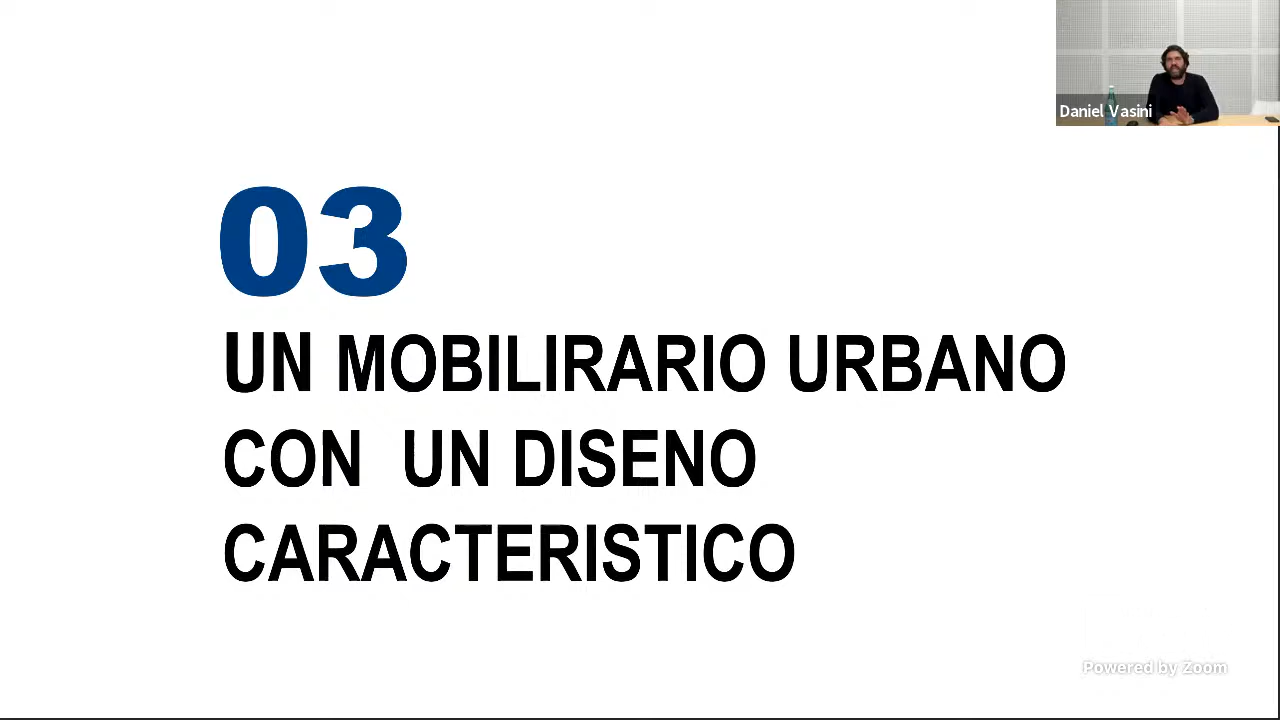 Daniel Vasini
03
UN MOBILIRARIO URBANO
CON UN DISENO
CARACTERISTICO
Powered by Zoom